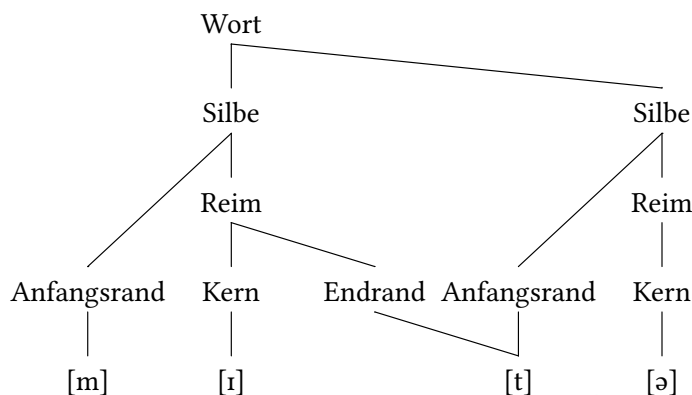 Wort
Silbe Silbe
Reim Reim
Anfangsrand Kern Endrand Anfangsrand Kern
[m] [ɪ] [t] [ə]